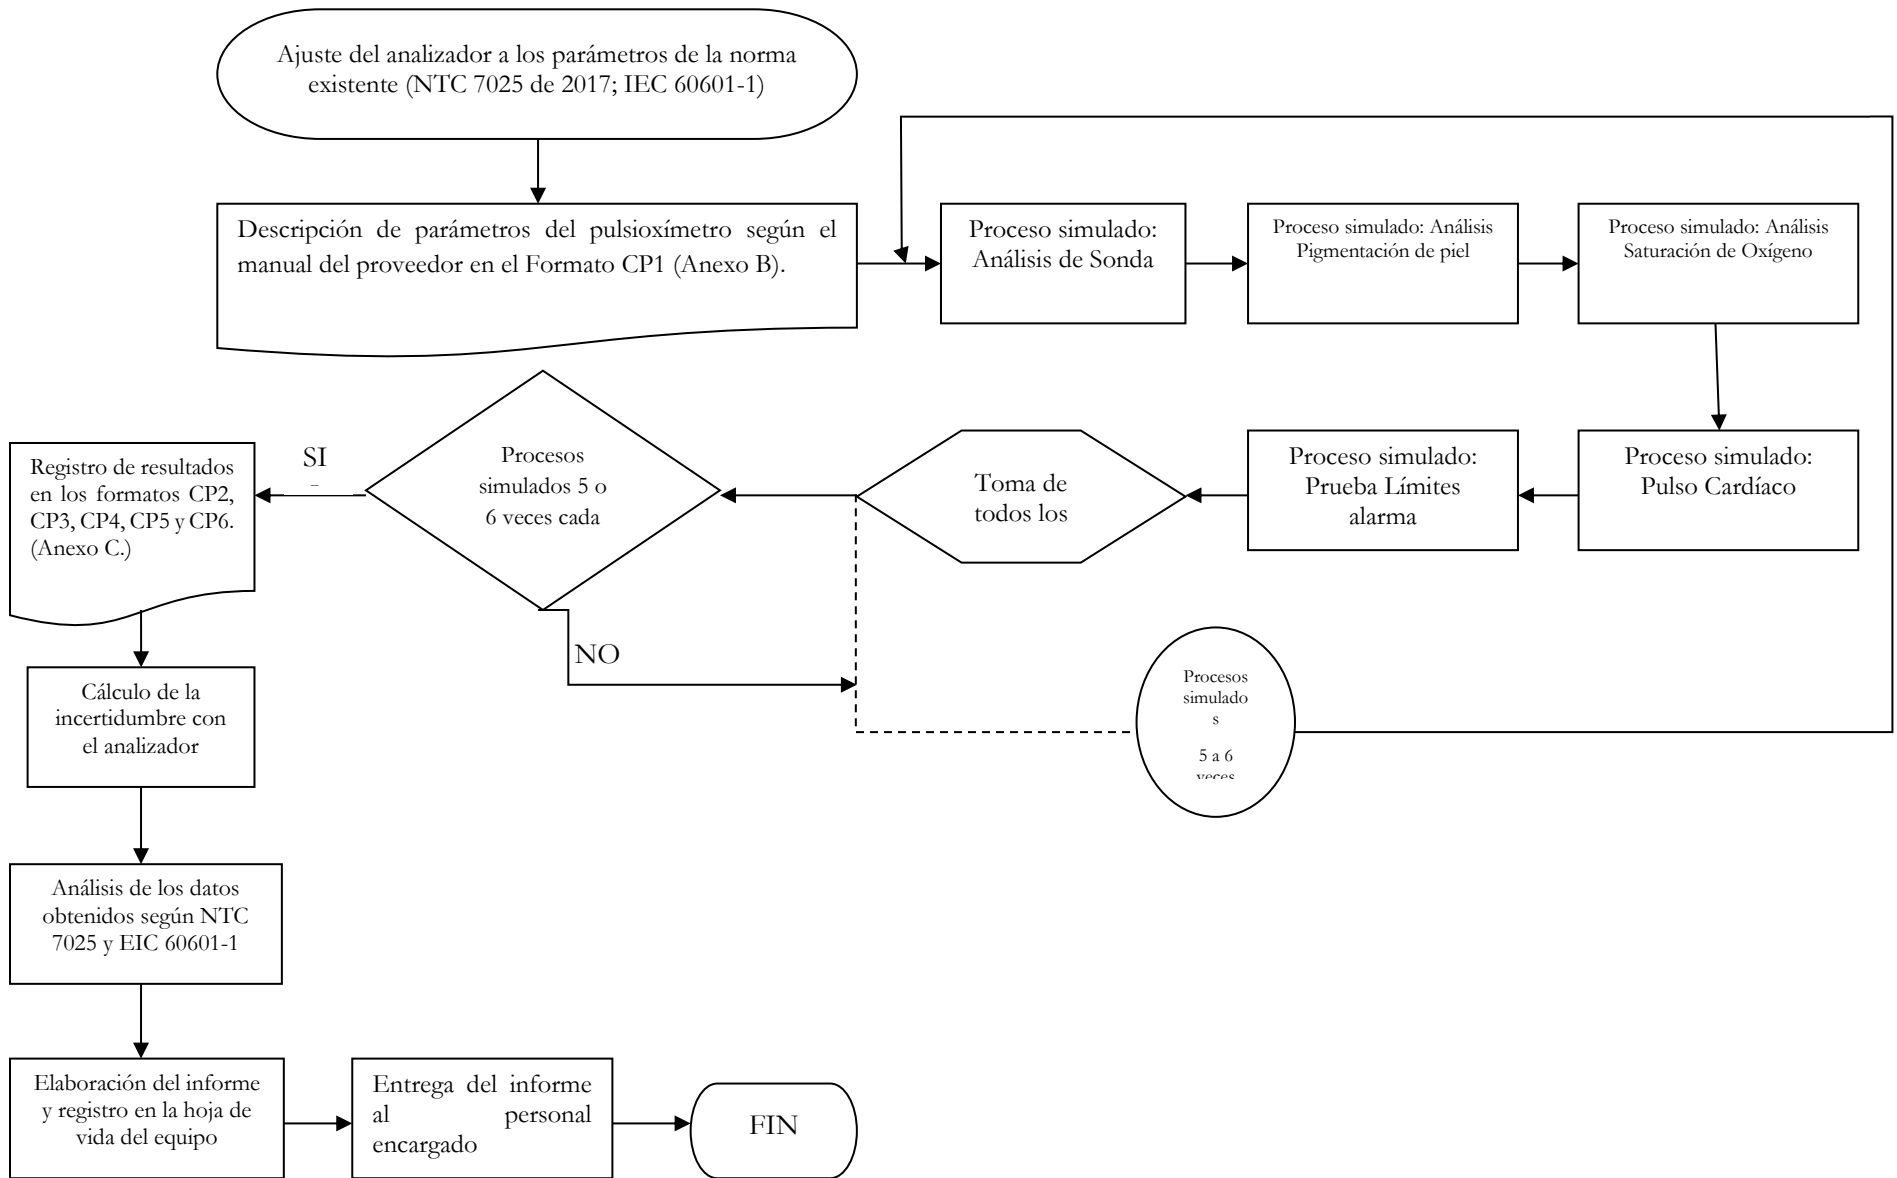 Ajuste del analizador a los parámetros de la norma
existente (NTC 7025 de 2017; IEC 60601-1)
Descripción de parámetros del pulsioxímetro según el
manual del proveedor en el Formato CP1 (Anexo B).
Proceso simulado:
Análisis de Sonda
Proceso simulado: Análisis
Pigmentación de piel
Proceso simulado: Análisis
Saturación de Oxígeno
Proceso simulado:
Pulso Cardíaco
Proceso simulado:
Prueba Límites
alarma
Toma de
todos los
Procesos
simulados 5 o
6 veces cada
SI
NO
Procesos
simulado
s
5 a 6
veces
Registro de resultados
en los formatos CP2,
CP3, CP4, CP5 y CP6.
(Anexo C.)
Cálculo de la
incertidumbre con
el analizador
Análisis de los datos
obtenidos según NTC
7025 y EIC 60601-1
Elaboración del informe
y registro en la hoja de
vida del equipo
Entrega del informe
al personal
encargado
FIN